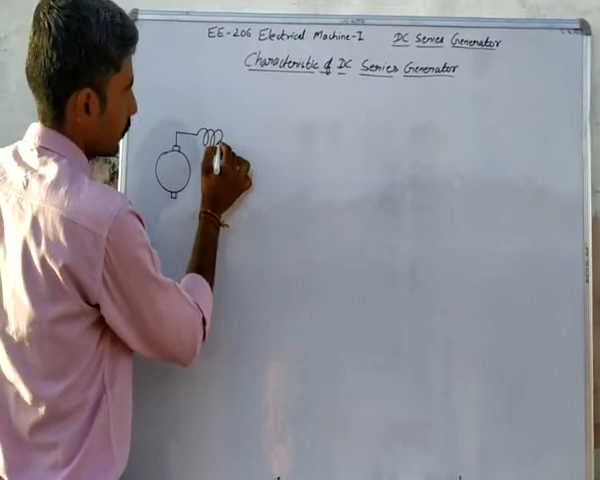 EE-206 Electrical Machine-I DC Series Generator
Characteristic of DC Series Generator